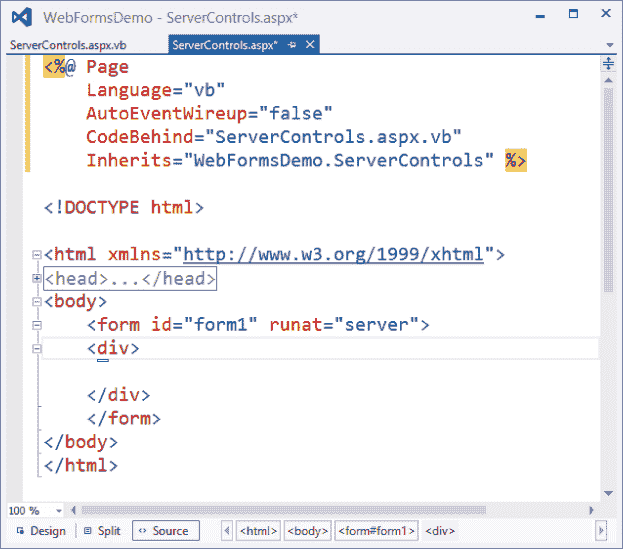 WebFormsDemo - ServerControls.aspx*
ServerControls.aspx.vb
ServerControls.aspx*
<%@ Page
Language="vb"
AutoEventWireup="false"
CodeBehind="ServerControls.aspx.vb"
Inherits="WebFormsDemo.ServerControls" %>
<!DOCTYPE html>
<html xmlns="http://www.w3.org/1999/xhtml">
<head>...</head>
<body>
<form id="form1" runat="server">
<div>
</div>
</form>
</body>
</html>
100 %
Design Split Source <html> <body> <form#form1> <div>